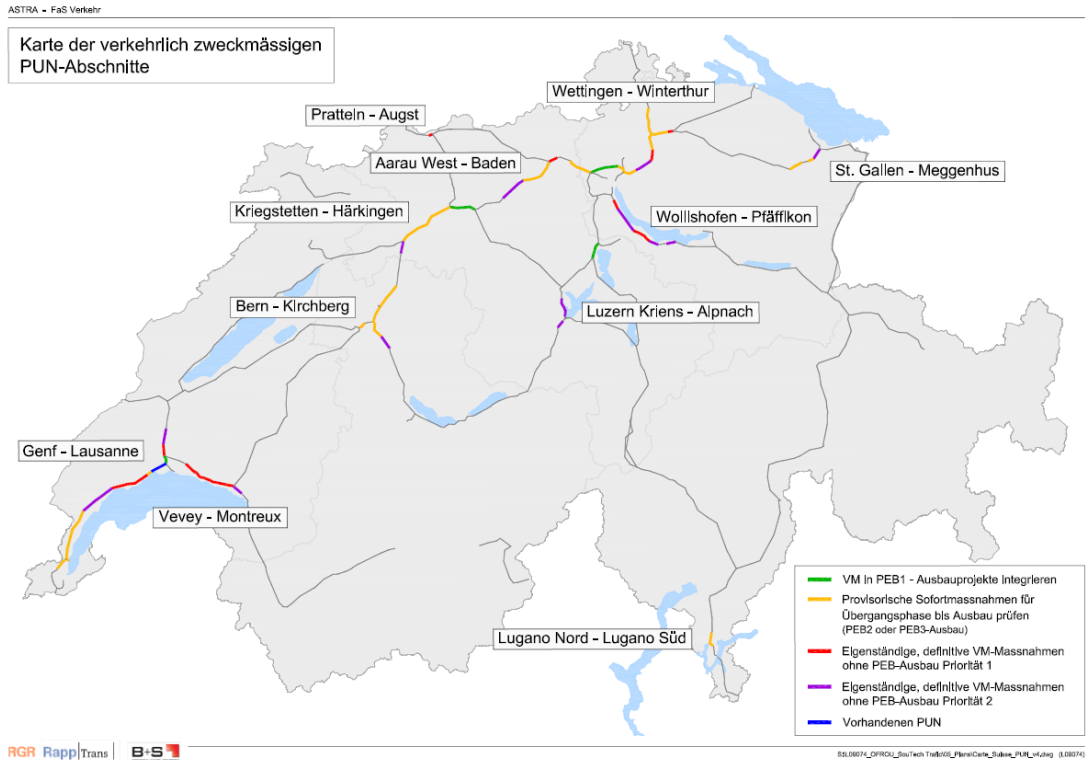 ASTRA - FaS Verkehr
Karte der verkehrlich zweckmässigen
PUN-Abschnitte
Wettingen - Winterthur
Pratteln - Augst
Aarau West - Baden
St. Gallen - Meggenhus
Kriegstetten - Härkingen
Wolllshofen - Pfäffikon
Bern - Kirchberg
Luzern Kriens - Alpnach
Genf - Lausanne
Vevey - Montreux
Lugano Nord - Lugano Süd
VM in PEB1 - Ausbauprojekte integrieren
Provisorische Sofortmassnahmen für
Übergangsphase bis Ausbau prüfen
(PEB2 oder PEB3-Ausbau)
Eigenständige, definitive VM-Massnahmen
ohne PEB-Ausbau Priorität 1
Eigenständige, definitive VM-Massnahmen
ohne PEB-Ausbau Priorität 2
Vorhandenen PUN
RGR Rapp Trans B+S